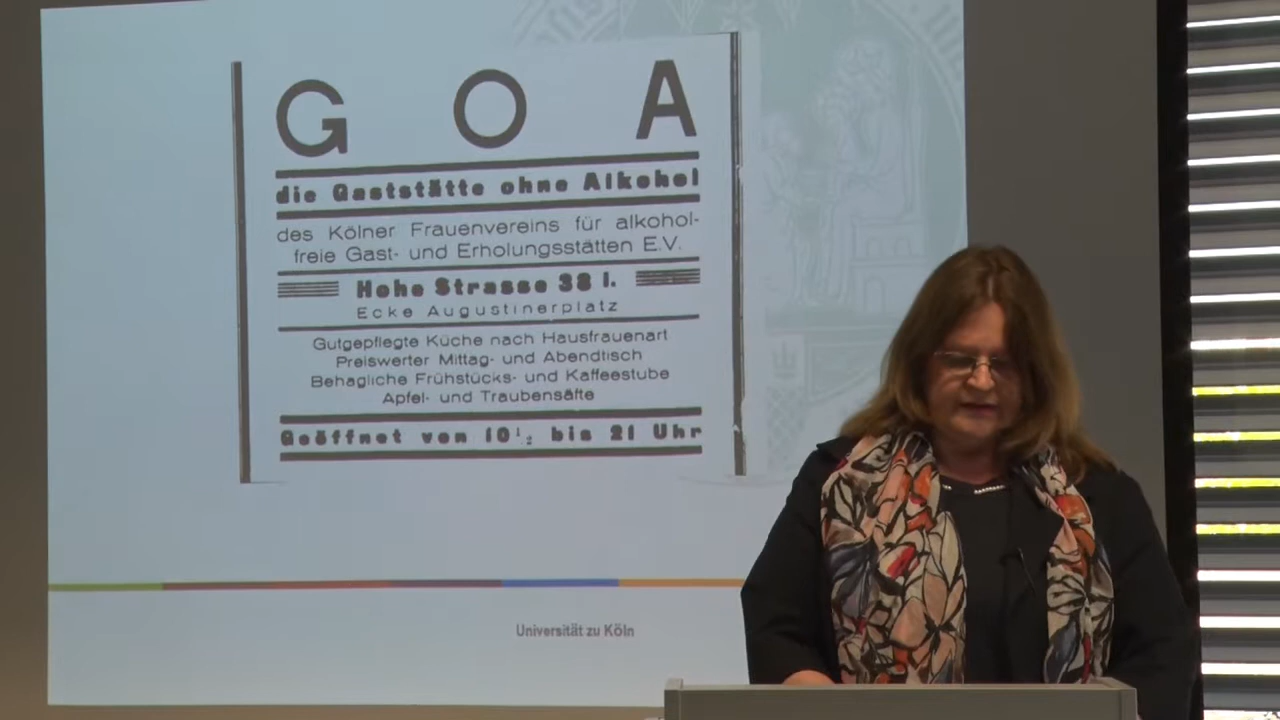 GOA
die Gaststätte ohne Alkohol
des Kölner Frauenvereins für alkohol-
freie Gast- und Erholungsstätten E.V.
Hohe Strasse 38 I.
Ecke Augustinerplatz
Gutgepflegte Küche nach Hausfrauenart
Preiswerter Mittag- und Abendtisch
Behagliche Frühstücks- und Kaffeestube
Apfel- und Traubensäfte
Geöffnet von 10½ bis 21 Uhr
Universität zu Köln